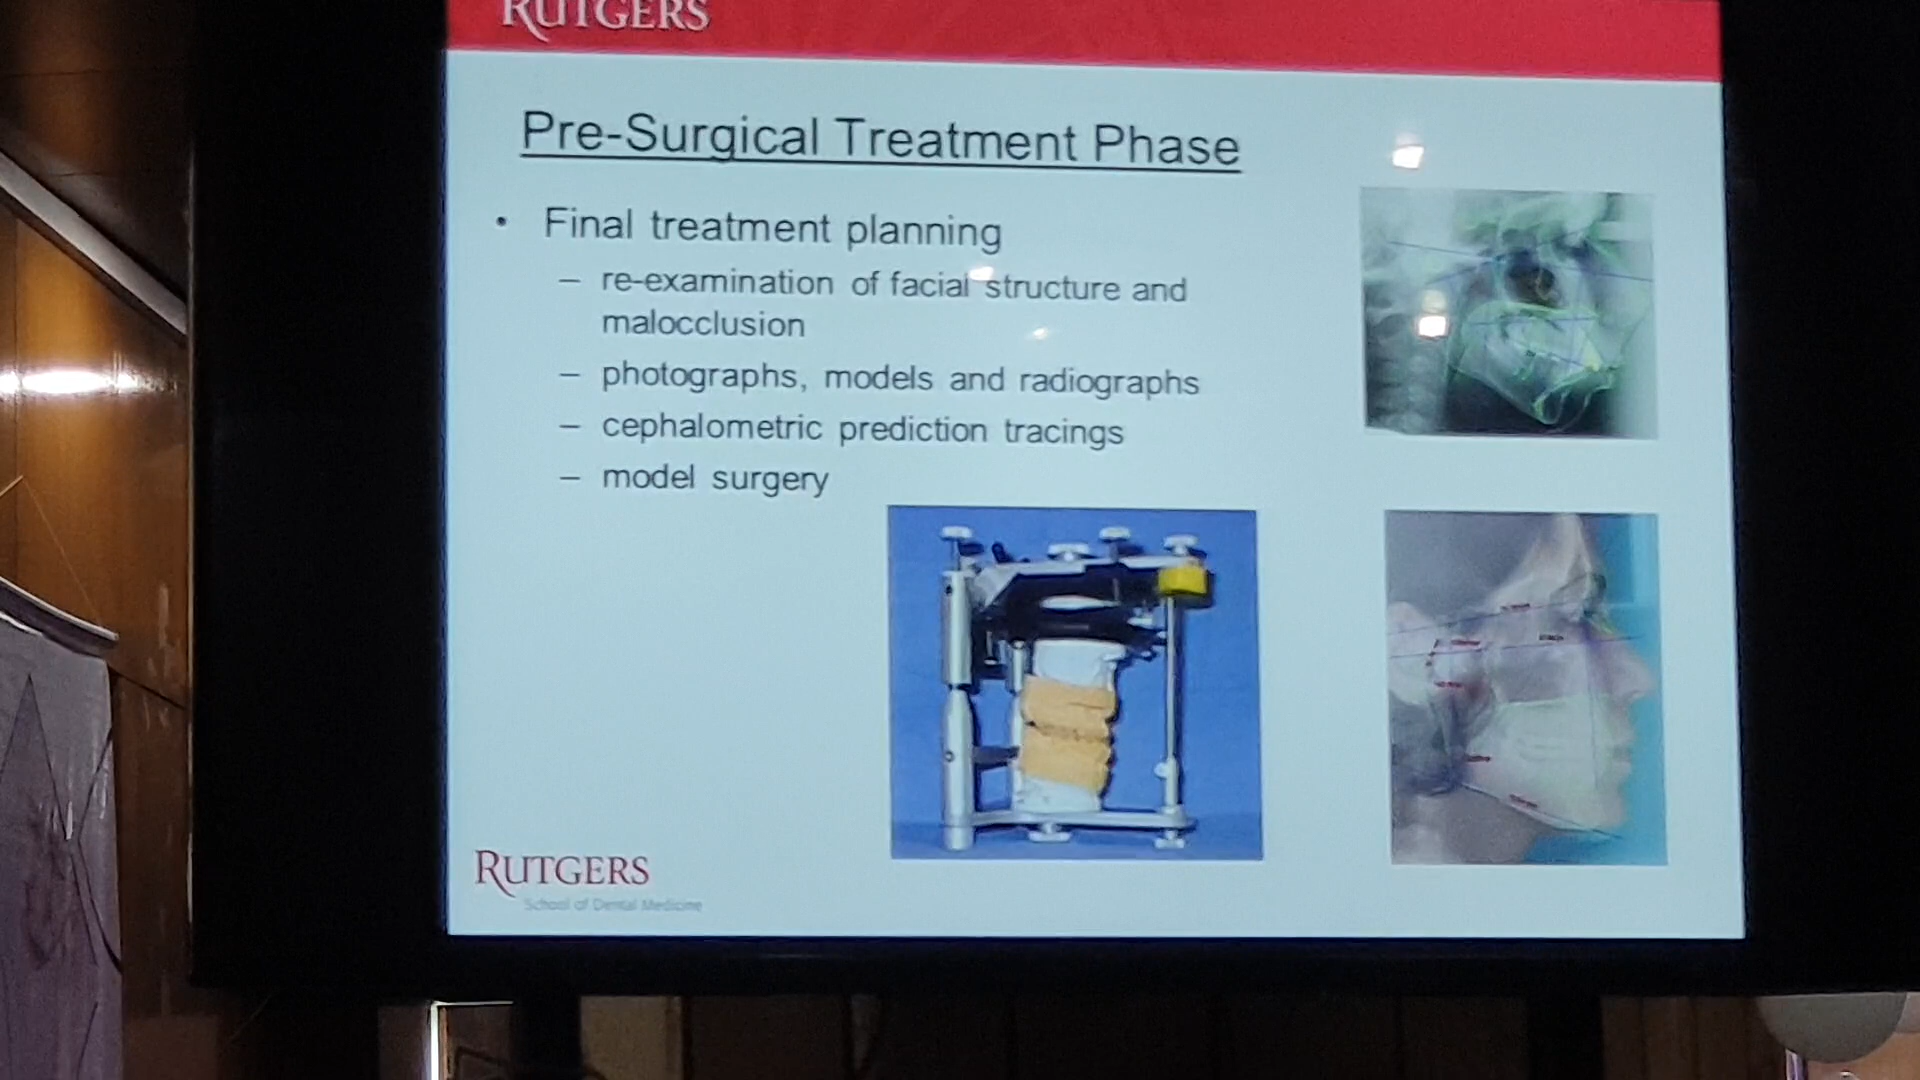 RUTGERS
Pre-Surgical Treatment Phase
• Final treatment planning
– re-examination of facial structure and
malocclusion
– photographs, models and radiographs
– cephalometric prediction tracings
– model surgery
RUTGERS
School of Dental Medicine